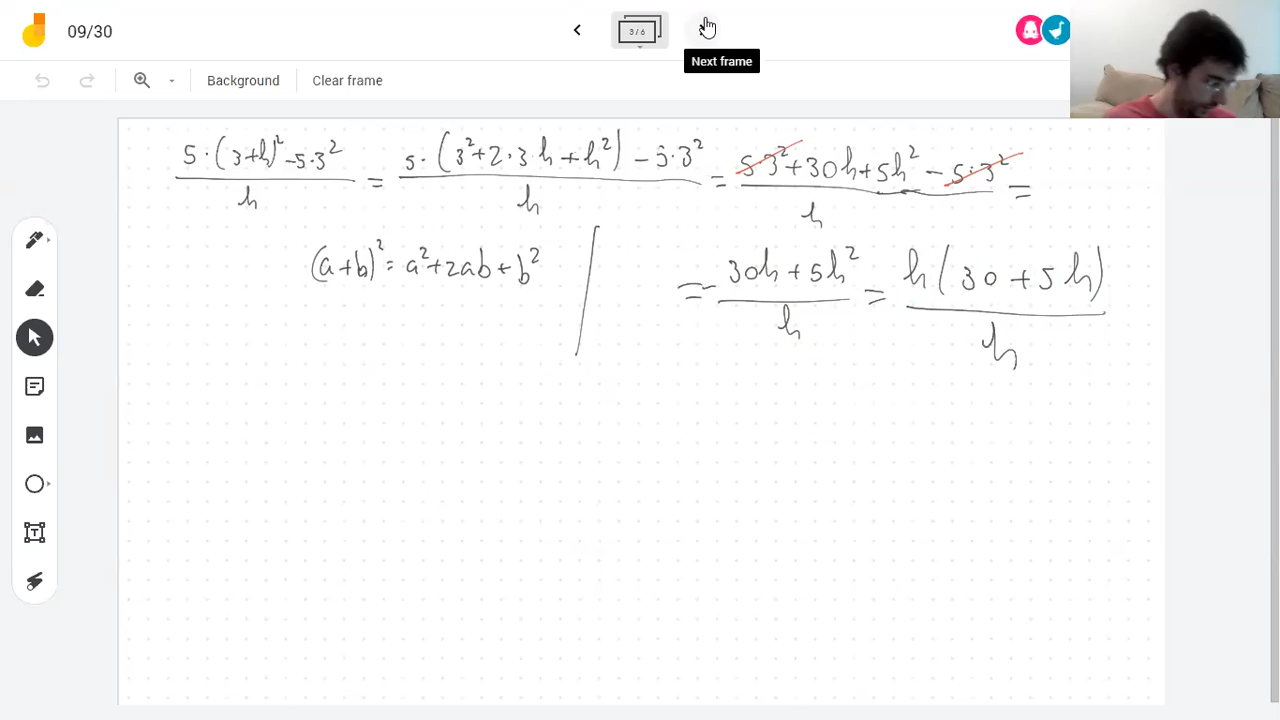 09/30
3 / 6
Next frame
Background
Clear frame
5·(3+h)²-5·3² / h = 5·(3²+2·3·h+h²)-5·3² / h = 5·3²+30h+5h²-5·3² / h =
(a+b)²=a²+2ab+b²
= 30h+5h² / h = h(30+5h) / h